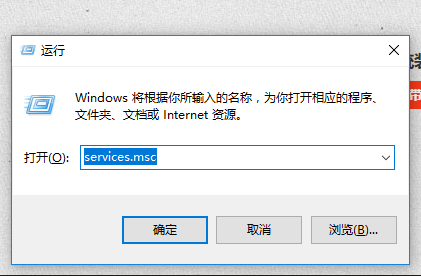 运行
Windows 将根据你所输入的名称，为你打开相应的程序、
文件夹、文档或 Internet 资源。
打开(O): services.msc
确定 取消 浏览(B)...